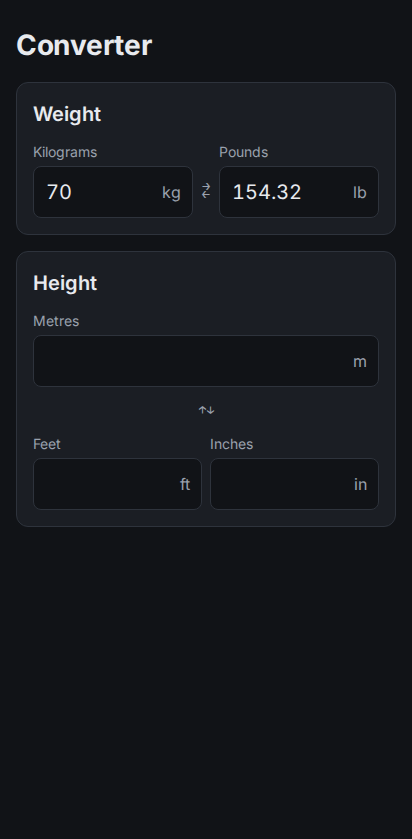 Converter
Weight
Kilograms Pounds
70 kg ⇄ 154.32 lb
Height
Metres
m
↑↓
Feet Inches
ft in